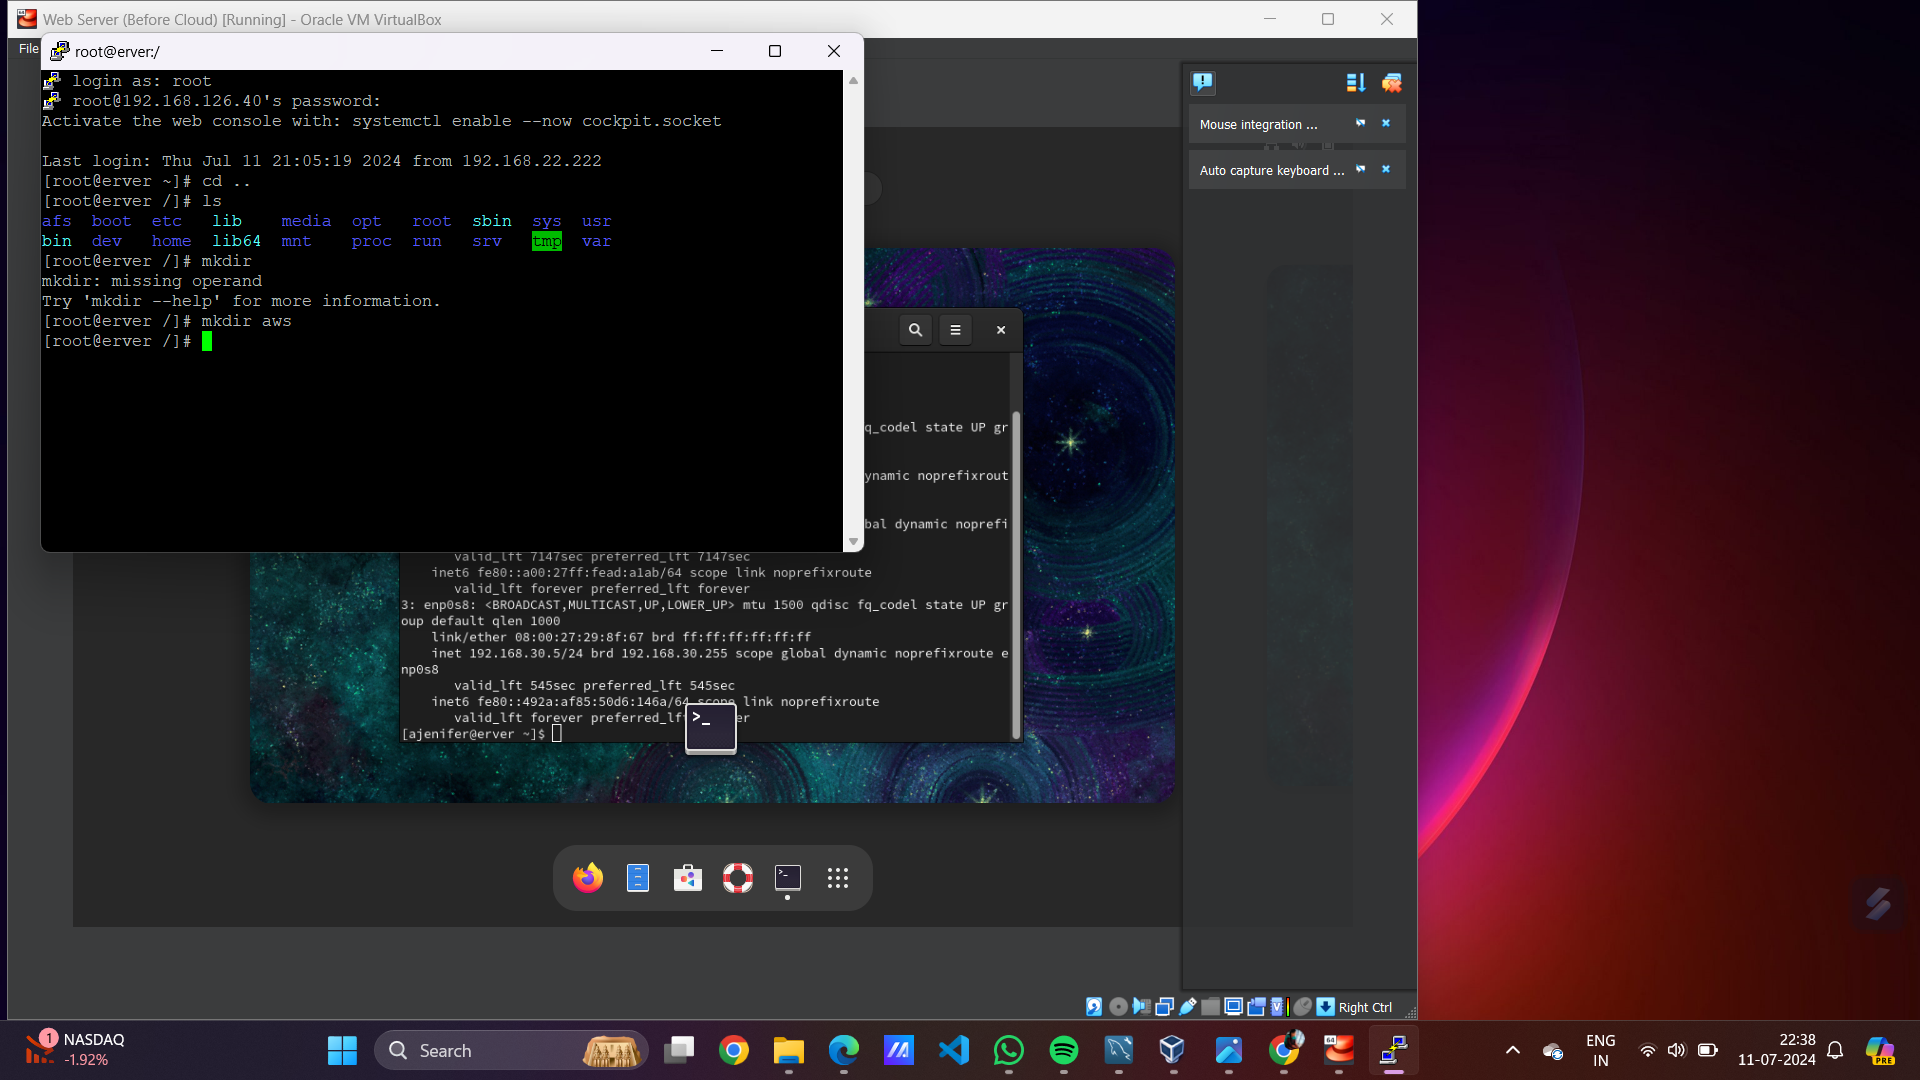 Web Server (Before Cloud) [Running] - Oracle VM VirtualBox
File
root@erver:/
login as: root
root@192.168.126.40's password:
Activate the web console with: systemctl enable --now cockpit.socket
Last login: Thu Jul 11 21:05:19 2024 from 192.168.22.222
[root@erver ~]# cd ..
[root@erver /]# ls
afs boot etc lib media opt root sbin sys usr
bin dev home lib64 mnt proc run srv tmp var
[root@erver /]# mkdir
mkdir: missing operand
Try 'mkdir --help' for more information.
[root@erver /]# mkdir aws
[root@erver /]#
Mouse integration ...
Auto capture keyboard ...
fq_codel state UP gr
ynamic noprefixrout
bal dynamic noprefi
valid_lft 7147sec preferred_lft 7147sec
inet6 fe80::a00:27ff:fead:a1ab/64 scope link noprefixroute
valid_lft forever preferred_lft forever
3: enp0s8: <BROADCAST,MULTICAST,UP,LOWER_UP> mtu 1500 qdisc fq_codel state UP gr
oup default qlen 1000
link/ether 08:00:27:29:8f:67 brd ff:ff:ff:ff:ff:ff
inet 192.168.30.5/24 brd 192.168.30.255 scope global dynamic noprefixroute e
np0s8
valid_lft 545sec preferred_lft 545sec
inet6 fe80::492a:af85:50d6:146a/64 scope link noprefixroute
valid_lft forever preferred_lf er
[ajenifer@erver ~]$
Right Ctrl
1
NASDAQ
-1.92%
Search
64
ENG
IN
22:38
11-07-2024
PRE